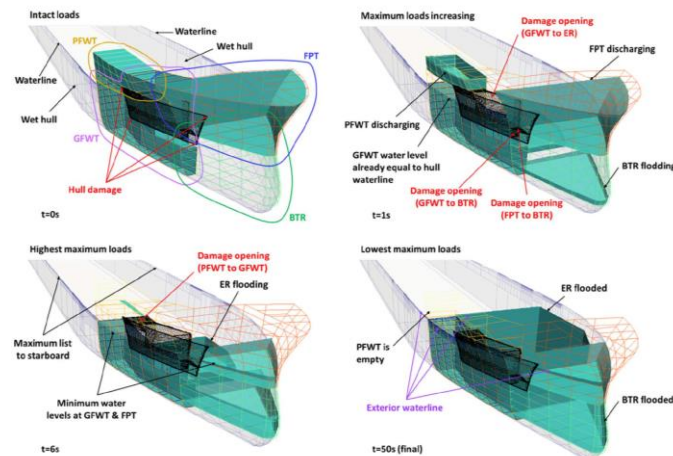 Intact loads
Waterline
PFWT
Wet hull
FPT
Waterline
Wet hull
GFWT
Hull damage
BTR
t=0s
Maximum loads increasing
Damage opening
(GFWT to ER)
FPT discharging
PFWT discharging
GFWT water level
already equal to hull
waterline
Damage opening
(GFWT to BTR)
Damage opening
(FPT to BTR)
BTR flodding
t=1s
Highest maximum loads
Damage opening
(PFWT to GFWT)
ER flooding
Maximum list
to starboard
Minimum water
levels at GFWT & FPT
t=6s
Lowest maximum loads
ER flooded
PFWT is
empty
Exterior waterline
BTR flooded
t=50s (final)